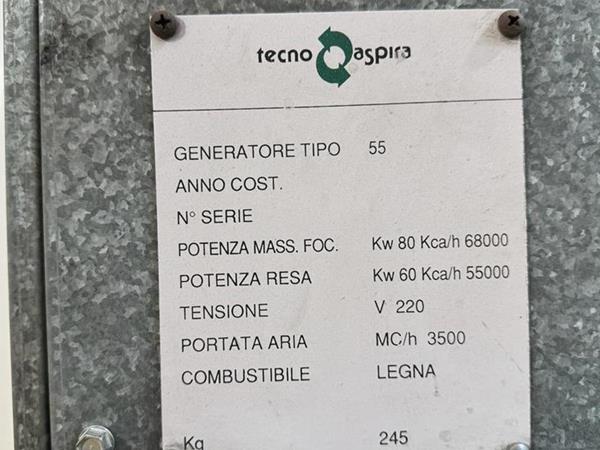 tecno aspira
GENERATORE TIPO 55
ANNO COST.
N° SERIE
POTENZA MASS. FOC. Kw 80 Kca/h 68000
POTENZA RESA Kw 60 Kca/h 55000
TENSIONE V 220
PORTATA ARIA MC/h 3500
COMBUSTIBILE LEGNA
Kg 245